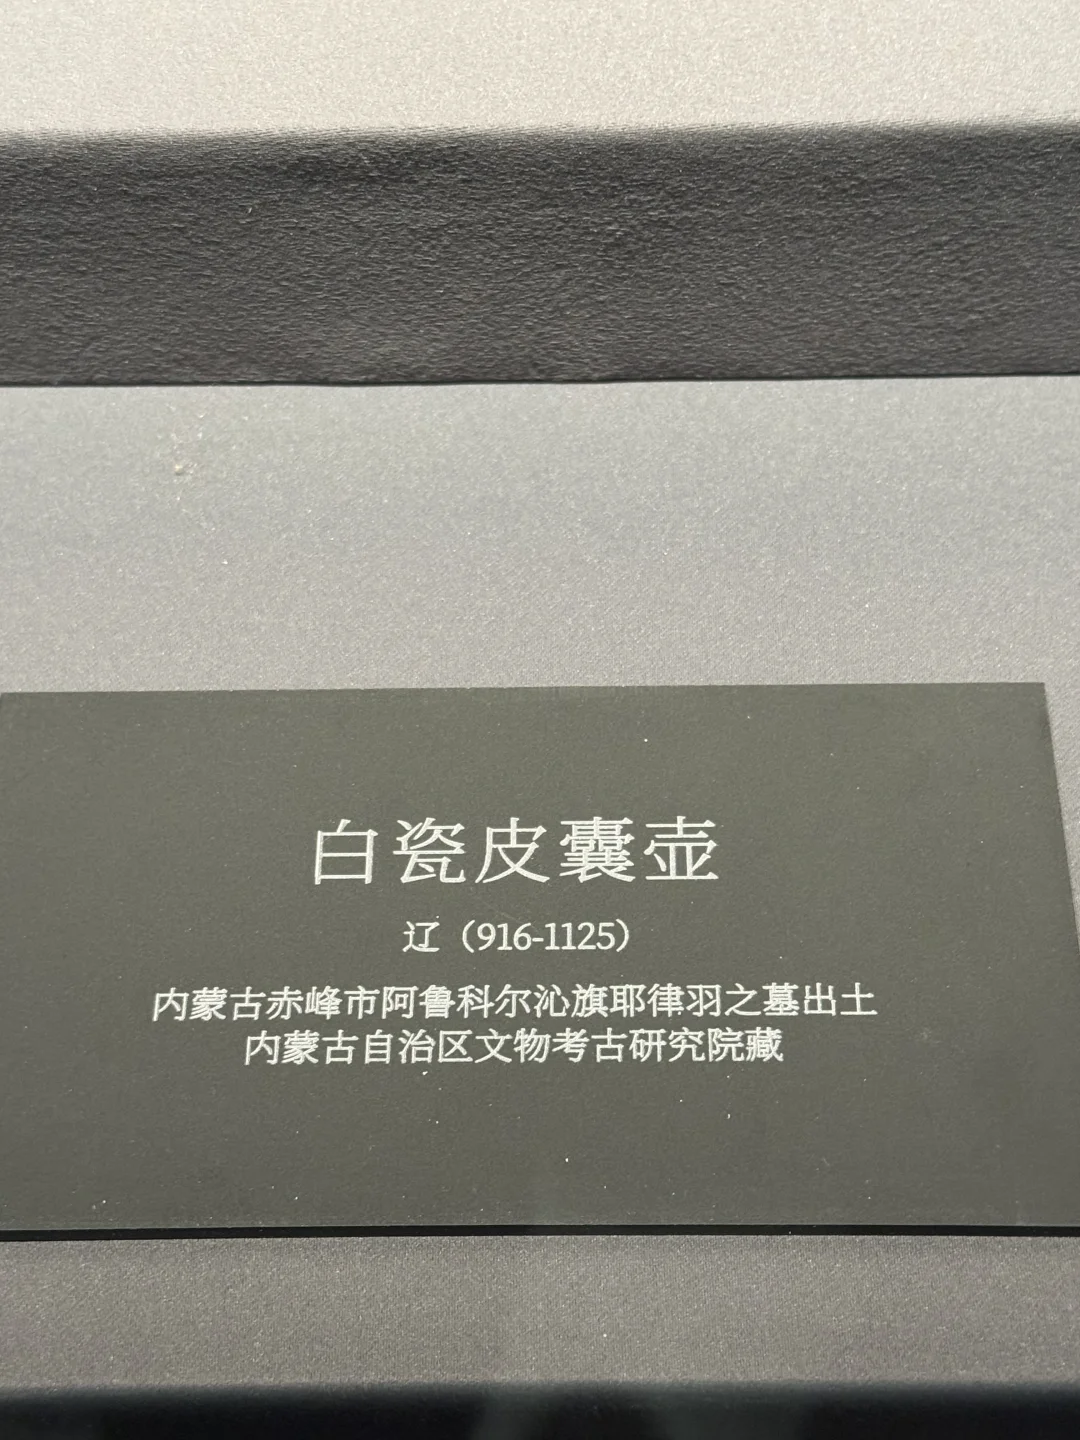 白瓷皮囊壶
辽（916-1125）
内蒙古赤峰市阿鲁科尔沁旗耶律羽之墓出土
内蒙古自治区文物考古研究院藏